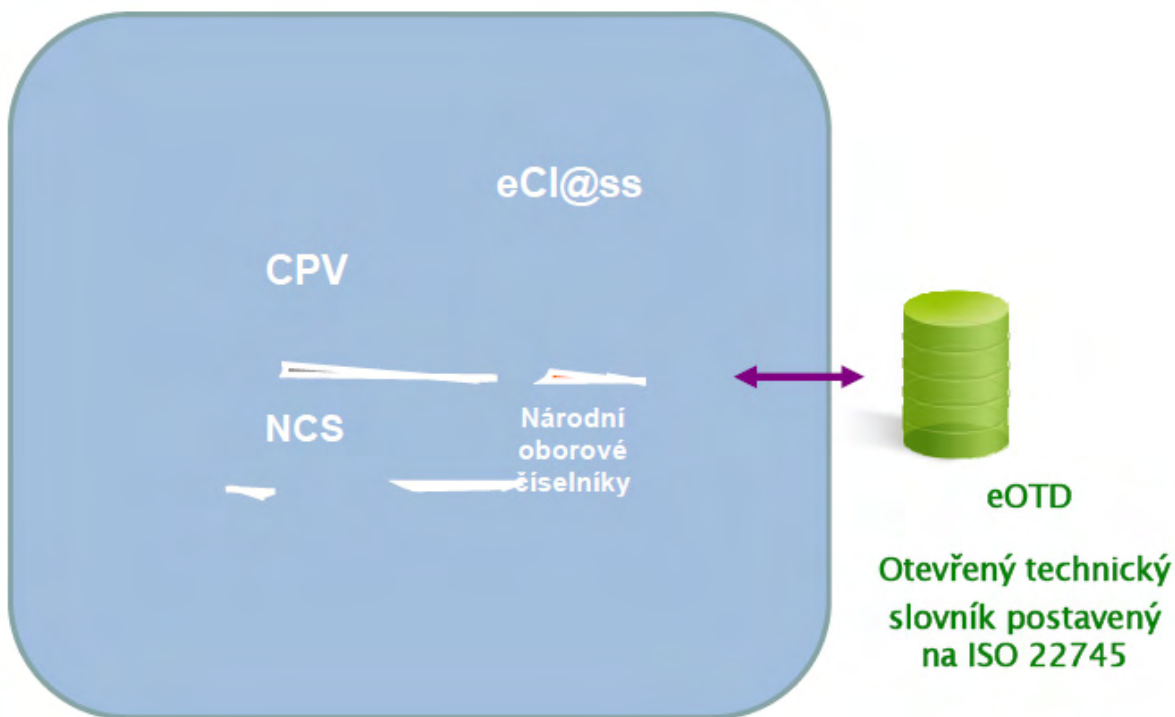 eCl@ss
CPV
NCS
Národní
oborové
číselníky
eOTD
Otevřený technický
slovník postavený
na ISO 22745